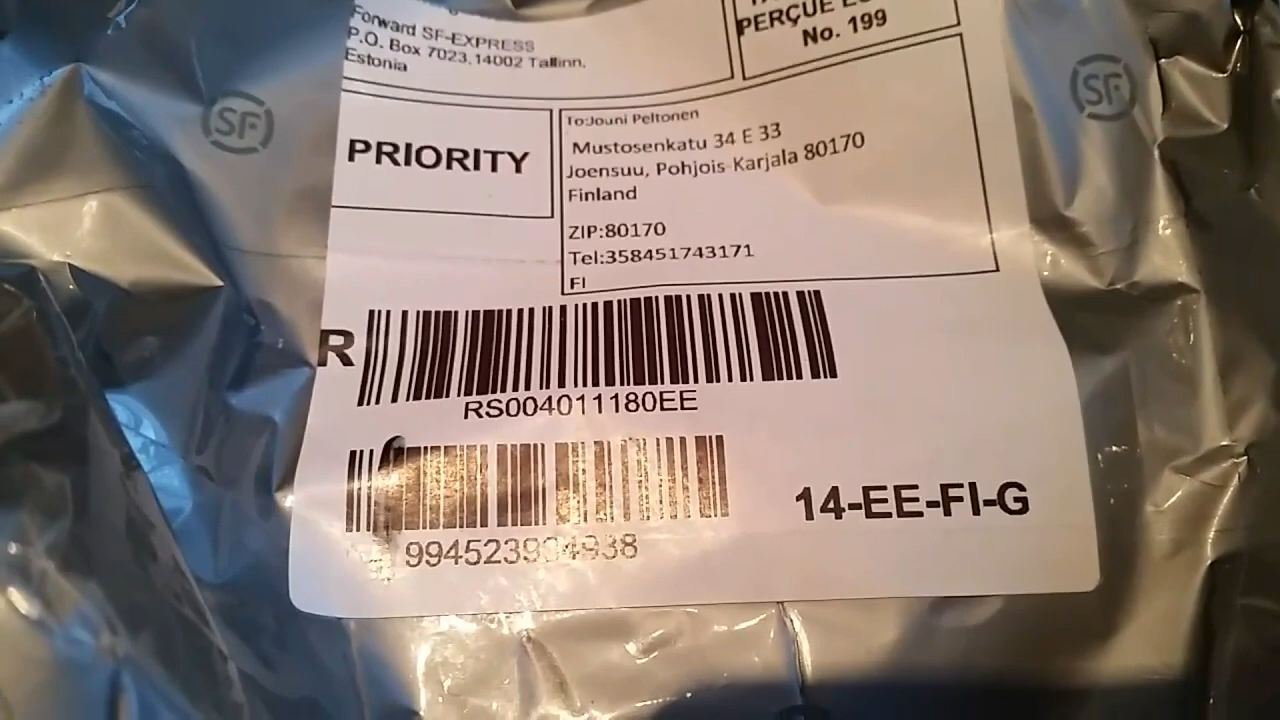 Forward SF-EXPRESS
P.O. Box 7023,14002 Tallinn,
Estonia
PERÇUE
No. 199
SF
SF
PRIORITY
To:Jouni Peltonen
Mustosenkatu 34 E 33
Joensuu, Pohjois-Karjala 80170
Finland
ZIP:80170
Tel:358451743171
FI
R
RS004011180EE
14-EE-FI-G